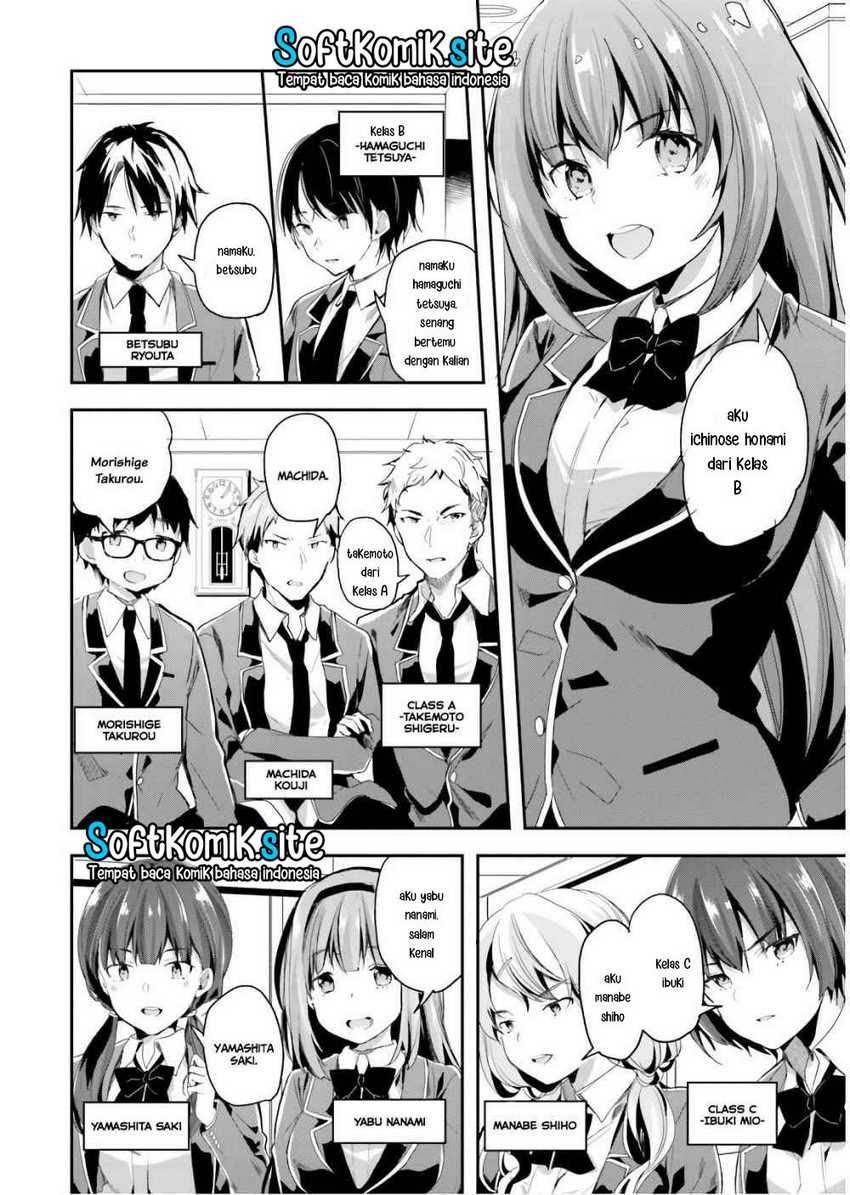 SoftKomik.site
Tempat baca Komik bahasa indonesia
aku
ichinose honami
dari Kelas
B
Kelas B
-HAMAGUCHI
TETSUYA-
namaku
hamaguchi
tetsuya.
senang
bertemu
dengan Kalian
namaku.
betsubu
BETSUBU
RYOUTA
takemoto
dari
Kelas A
CLASS A
-TAKEMOTO
SHIGERU-
MACHIDA.
MACHIDA
KOUJI
Morishige
Takurou.
MORISHIGE
TAKUROU
SoftKomik.site
Tempat baca Komik bahasa indonesia
Kelas C
ibuki
CLASS C
-IBUKI MIO-
aku
manabe
shiho
MANABE SHIHO
aku yabu
nanami.
salam
Kenal
YABU NANAMI
YAMASHITA
SAKI.
YAMASHITA SAKI